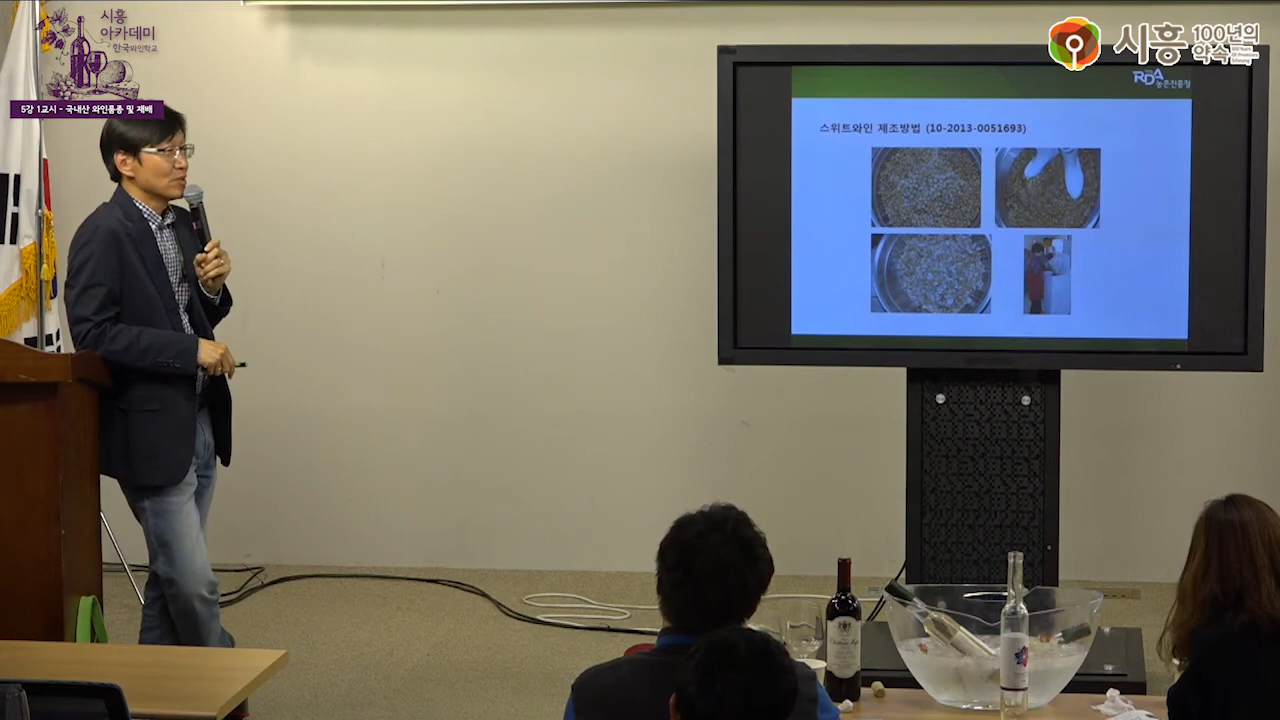 시흥
아카데미
한국와인학교
5강 1교시 - 국내산 와인품종 및 재배
시흥 100년의
약속
RDA 농촌진흥청
스위트와인 제조방법 (10-2013-0051693)